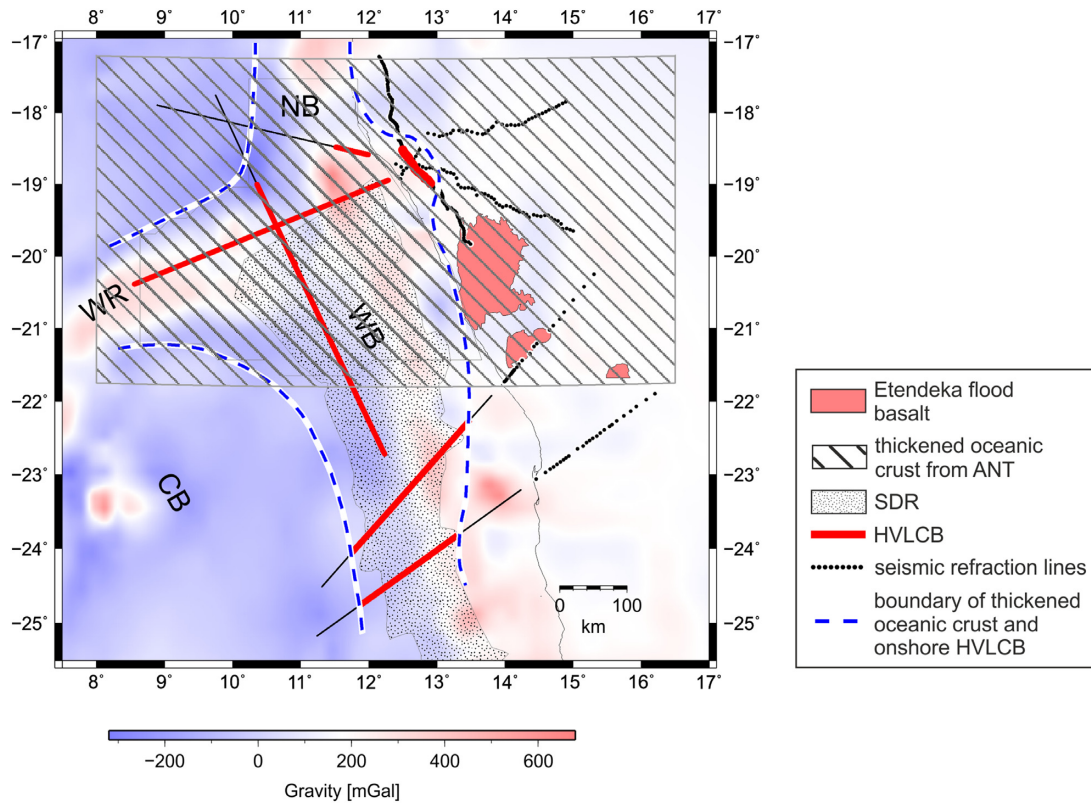 8° 9° 10° 11° 12° 13° 14° 15° 16° 17°
−17° −17°
−18° −18°
−19° −19°
−20° −20°
−21° −21°
−22° −22°
−23° −23°
−24° −24°
−25° −25°
NB
WR
WB
CB
0 100
km
8° 9° 10° 11° 12° 13° 14° 15° 16° 17°
Etendeka flood
basalt
thickened oceanic
crust from ANT
SDR
HVLCB
seismic refraction lines
boundary of thickened
oceanic crust and
onshore HVLCB
−200 0 200 400 600
Gravity [mGal]